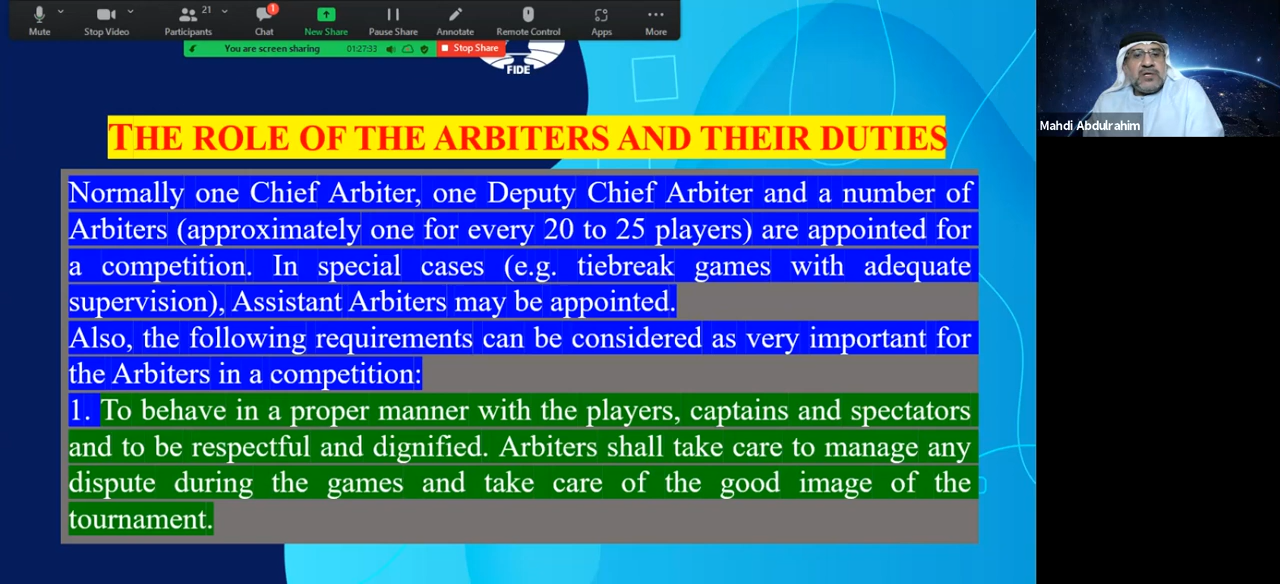 21
1
Mute
Stop Video
Participants
Chat
New Share
Pause Share
Annotate
Remote Control
Apps
More
You are screen sharing
01:27:33
Stop Share
FIDE
Mahdi Abdulrahim
THE ROLE OF THE ARBITERS AND THEIR DUTIES
Normally one Chief Arbiter, one Deputy Chief Arbiter and a number of
Arbiters (approximately one for every 20 to 25 players) are appointed for
a competition. In special cases (e.g. tiebreak games with adequate
supervision), Assistant Arbiters may be appointed.
Also, the following requirements can be considered as very important for
the Arbiters in a competition:
1. To behave in a proper manner with the players, captains and spectators
and to be respectful and dignified. Arbiters shall take care to manage any
dispute during the games and take care of the good image of the
tournament.